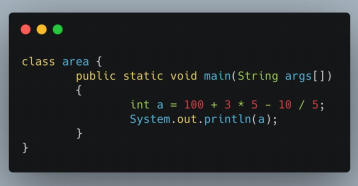 class area {
        public static void main(String args[])
        {
                int a = 100 + 3 * 5 - 10 / 5;
                System.out.println(a);
        }
}